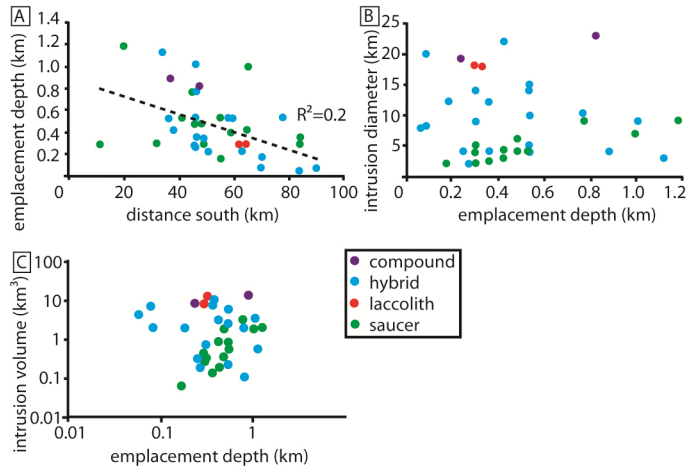 A
1.4
1.2
1.0
0.8
0.6
0.4
0.2
emplacement depth (km)
R²=0.2
0 20 40 60 80 100
distance south (km)
B
25
20
15
10
5
intrusion diameter (km)
0 0.2 0.4 0.6 0.8 1.0 1.2
emplacement depth (km)
C
100
10
1
0.1
0.01
intrusion volume (km³)
0.01 0.1 1
emplacement depth (km)
compound
hybrid
laccolith
saucer